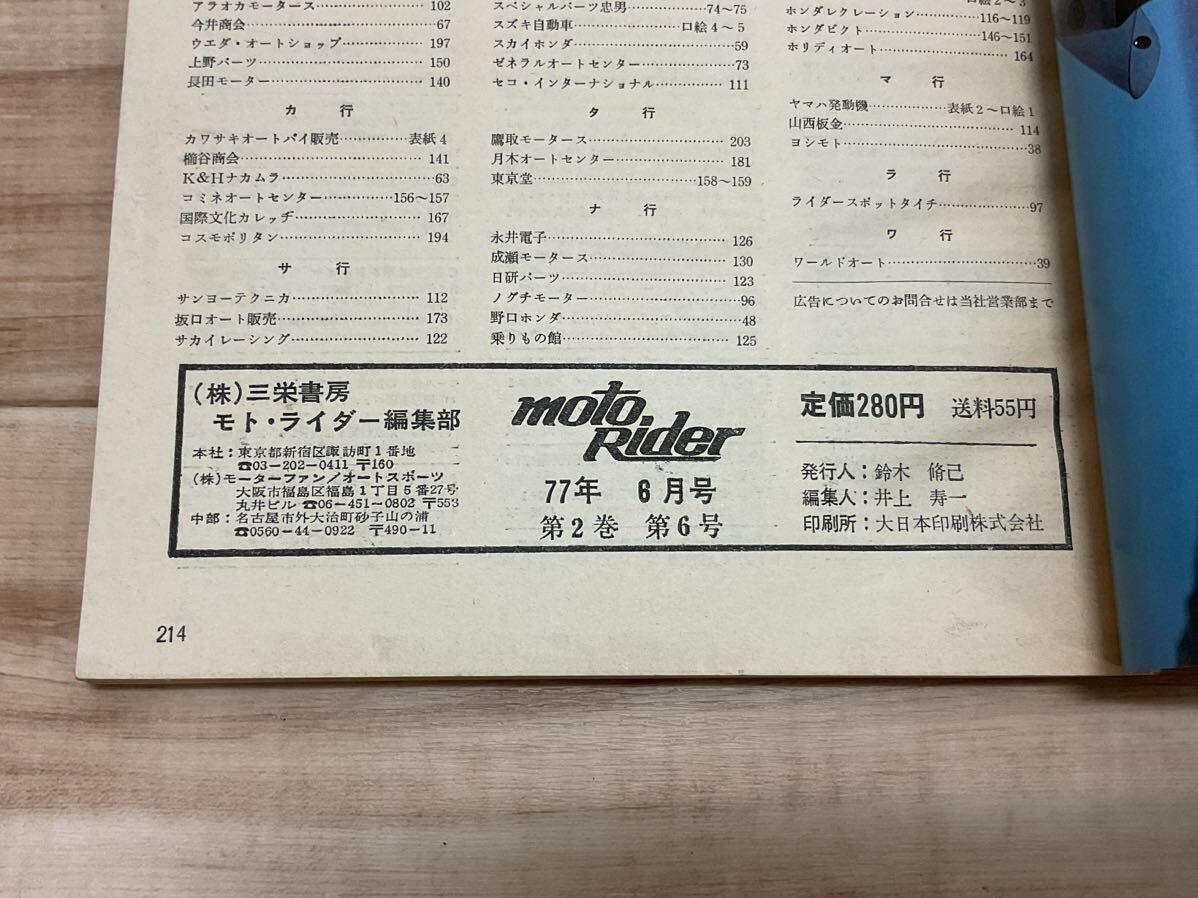 アラオカモータース……………102
今井商会……………67
ウエダ・オートショップ……………197
上野パーツ……………150
長田モーター……………140
カ 行
カワサキオートバイ販売……………表紙4
櫛谷商会……………141
K&Hナカムラ……………63
コミネオートセンター……………156〜157
国際文化カレッヂ……………167
コスモポリタン……………194
サ 行
サンヨーテクニカ……………112
坂口オート販売……………173
サカイレーシング……………122
スペシャルパーツ忠男……………74〜75
スズキ自動車……………口絵4〜5
スカイホンダ……………59
ゼネラルオートセンター……………73
セコ・インターナショナル……………111
タ 行
鷹取モータース……………203
月木オートセンター……………181
東京堂……………158〜159
ナ 行
永井電子……………126
成瀬モータース……………130
日研パーツ……………123
ノグチモーター……………96
野口ホンダ……………48
乗りもの館……………125
口絵2〜3
ホンダレクレーション……………116〜119
ホンダビクト……………146〜151
ホリディオート……………164
マ 行
ヤマハ発動機……………表紙2〜口絵1
山西板金……………114
ヨシモト……………38
ラ 行
ライダースポットタイチ……………97
ワ 行
ワールドオート……………39
広告についてのお問合せは当社営業部まで
(株)三栄書房
モト・ライダー編集部
本社:東京都新宿区諏訪町1番地
☎03-202-0411 〒160
(株)モーターファン/オートスポーツ
大阪市福島区福島1丁目5番27号
丸井ビル ☎06-451-0802 〒553
中部:名古屋市外大治町砂子山の浦
☎0560-44-0922 〒490-11
moto Rider
77年 6月号
第2巻 第6号
定価280円 送料55円
発行人:鈴木 脩己
編集人:井上 寿一
印刷所:大日本印刷株式会社
214